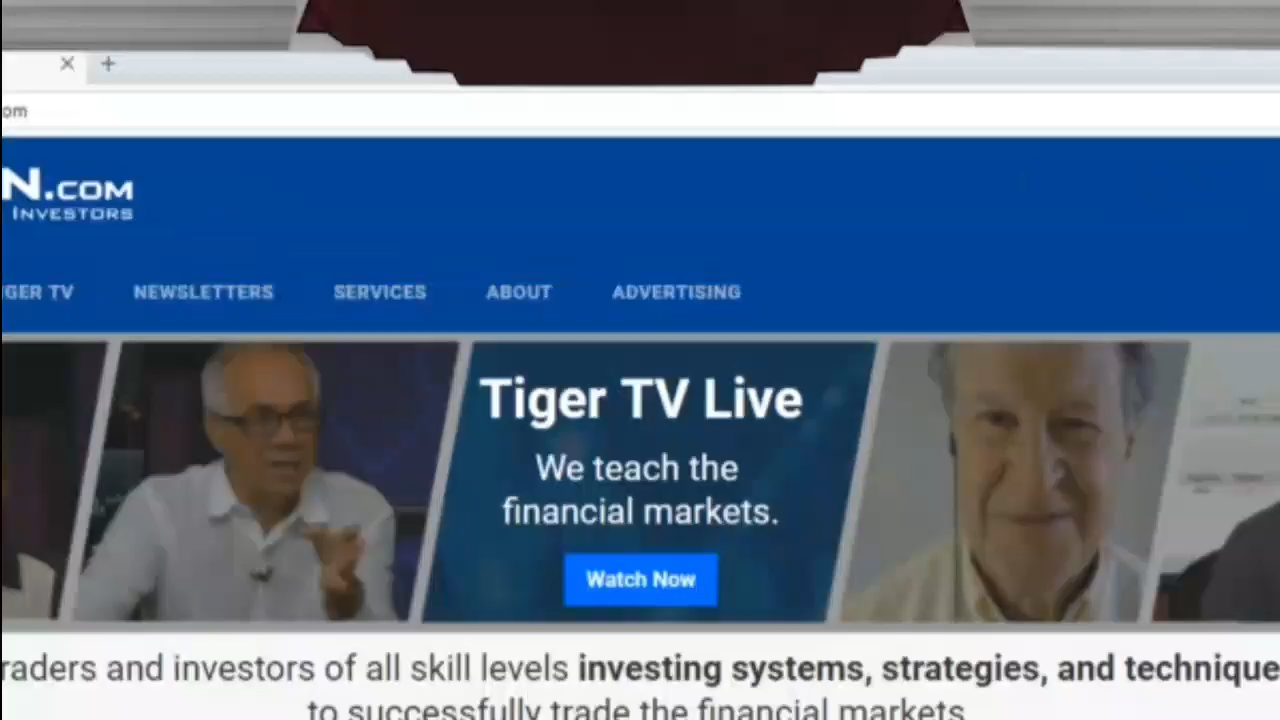 om
N.COM
INVESTORS
GER TV NEWSLETTERS SERVICES ABOUT ADVERTISING
Tiger TV Live
We teach the
financial markets.
Watch Now
raders and investors of all skill levels investing systems, strategies, and technique
to successfully trade the financial markets